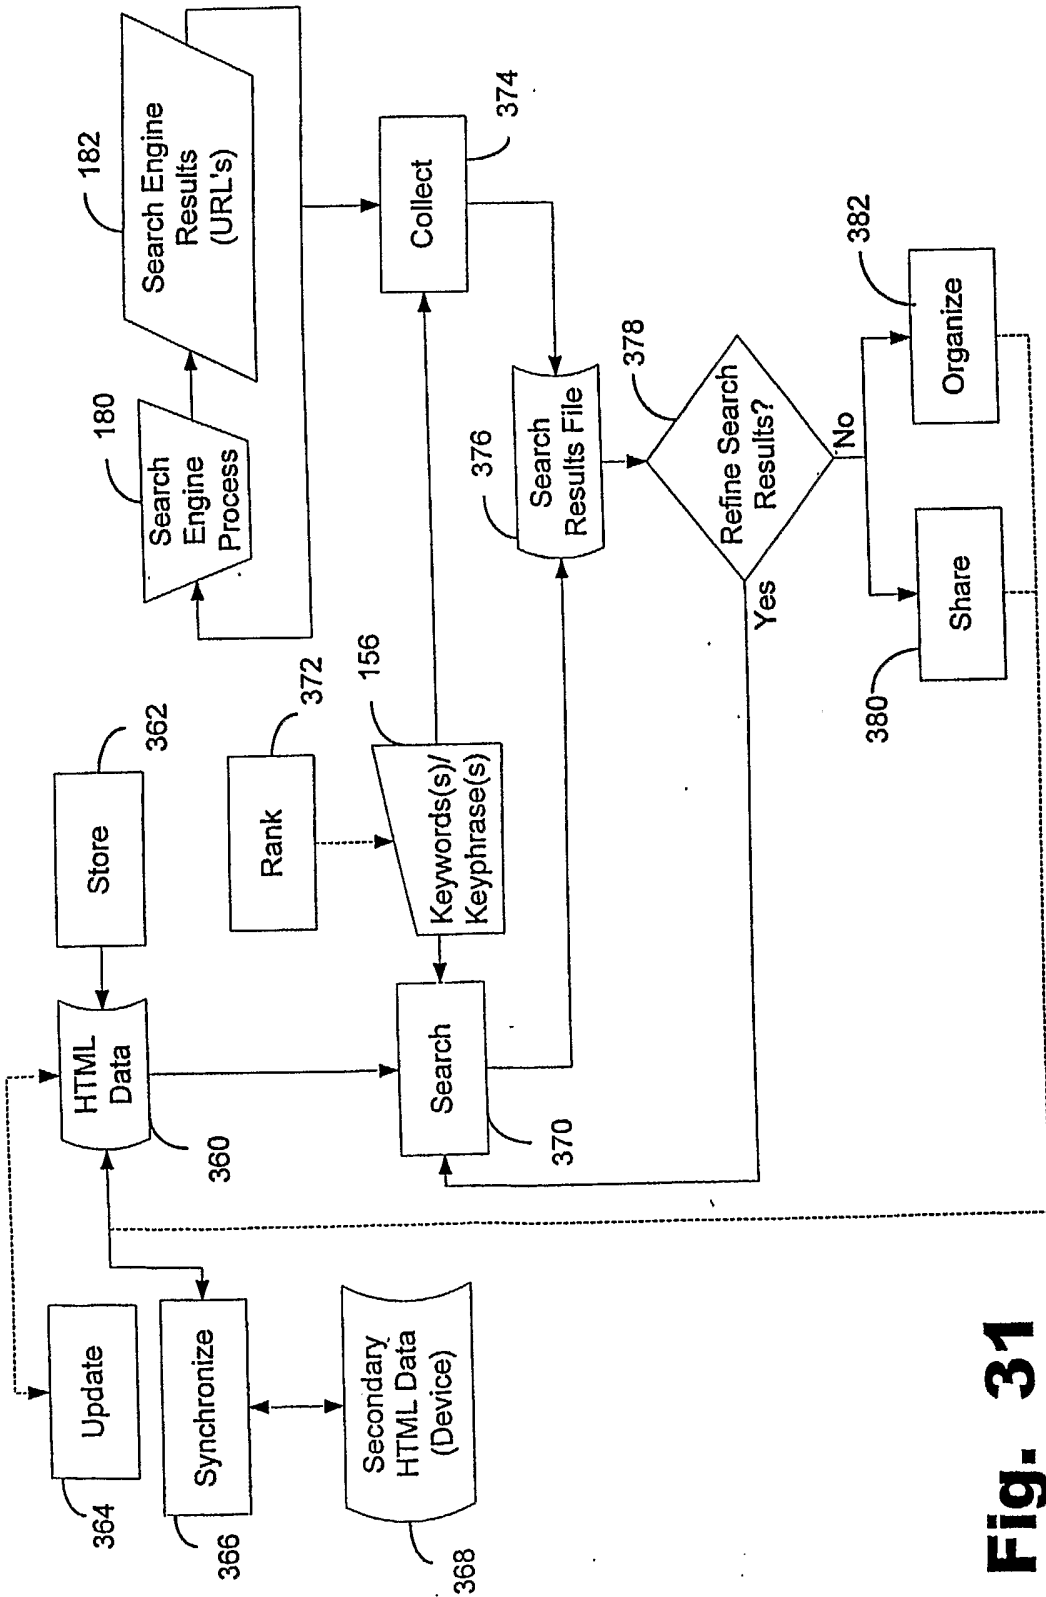 364
Update
366
Synchronize
368
Secondary
HTML Data
(Device)
HTML
Data
360
Store
362
Rank
372
Keywords(s)/
Keyphrase(s)
156
Search
370
Search
Engine
Process
180
Search Engine
Results
(URL's)
182
Collect
374
376
Search
Results File
Refine Search
Results?
378
Yes
No
380
Share
Organize
382
Fig. 31